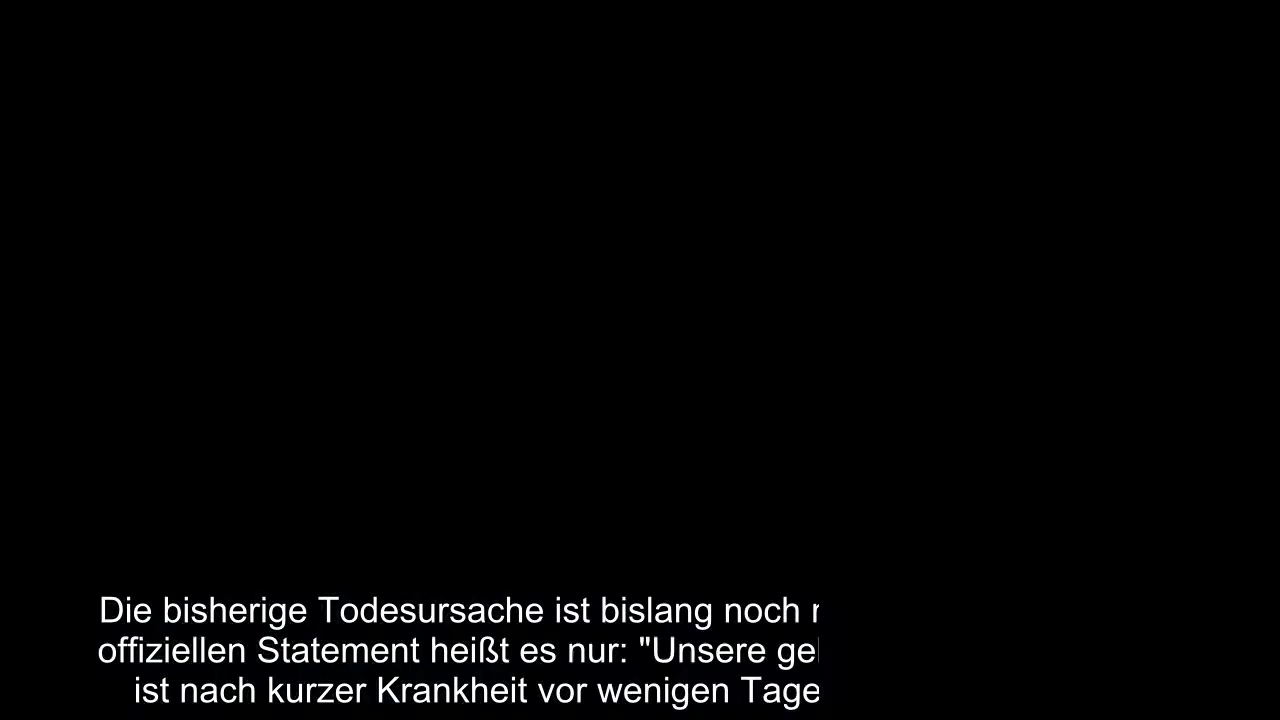 Die bisherige Todesursache ist bislang noch
offiziellen Statement heißt es nur: "Unsere
ist nach kurzer Krankheit vor wenigen